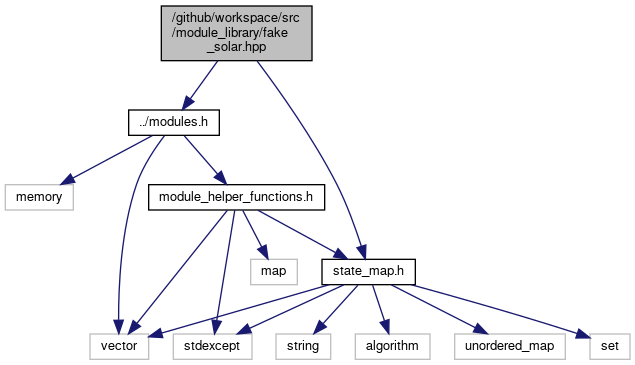 /github/workspace/src
/module_library/fake
_solar.hpp
../modules.h
memory
module_helper_functions.h
map
state_map.h
vector
stdexcept
string
algorithm
unordered_map
set